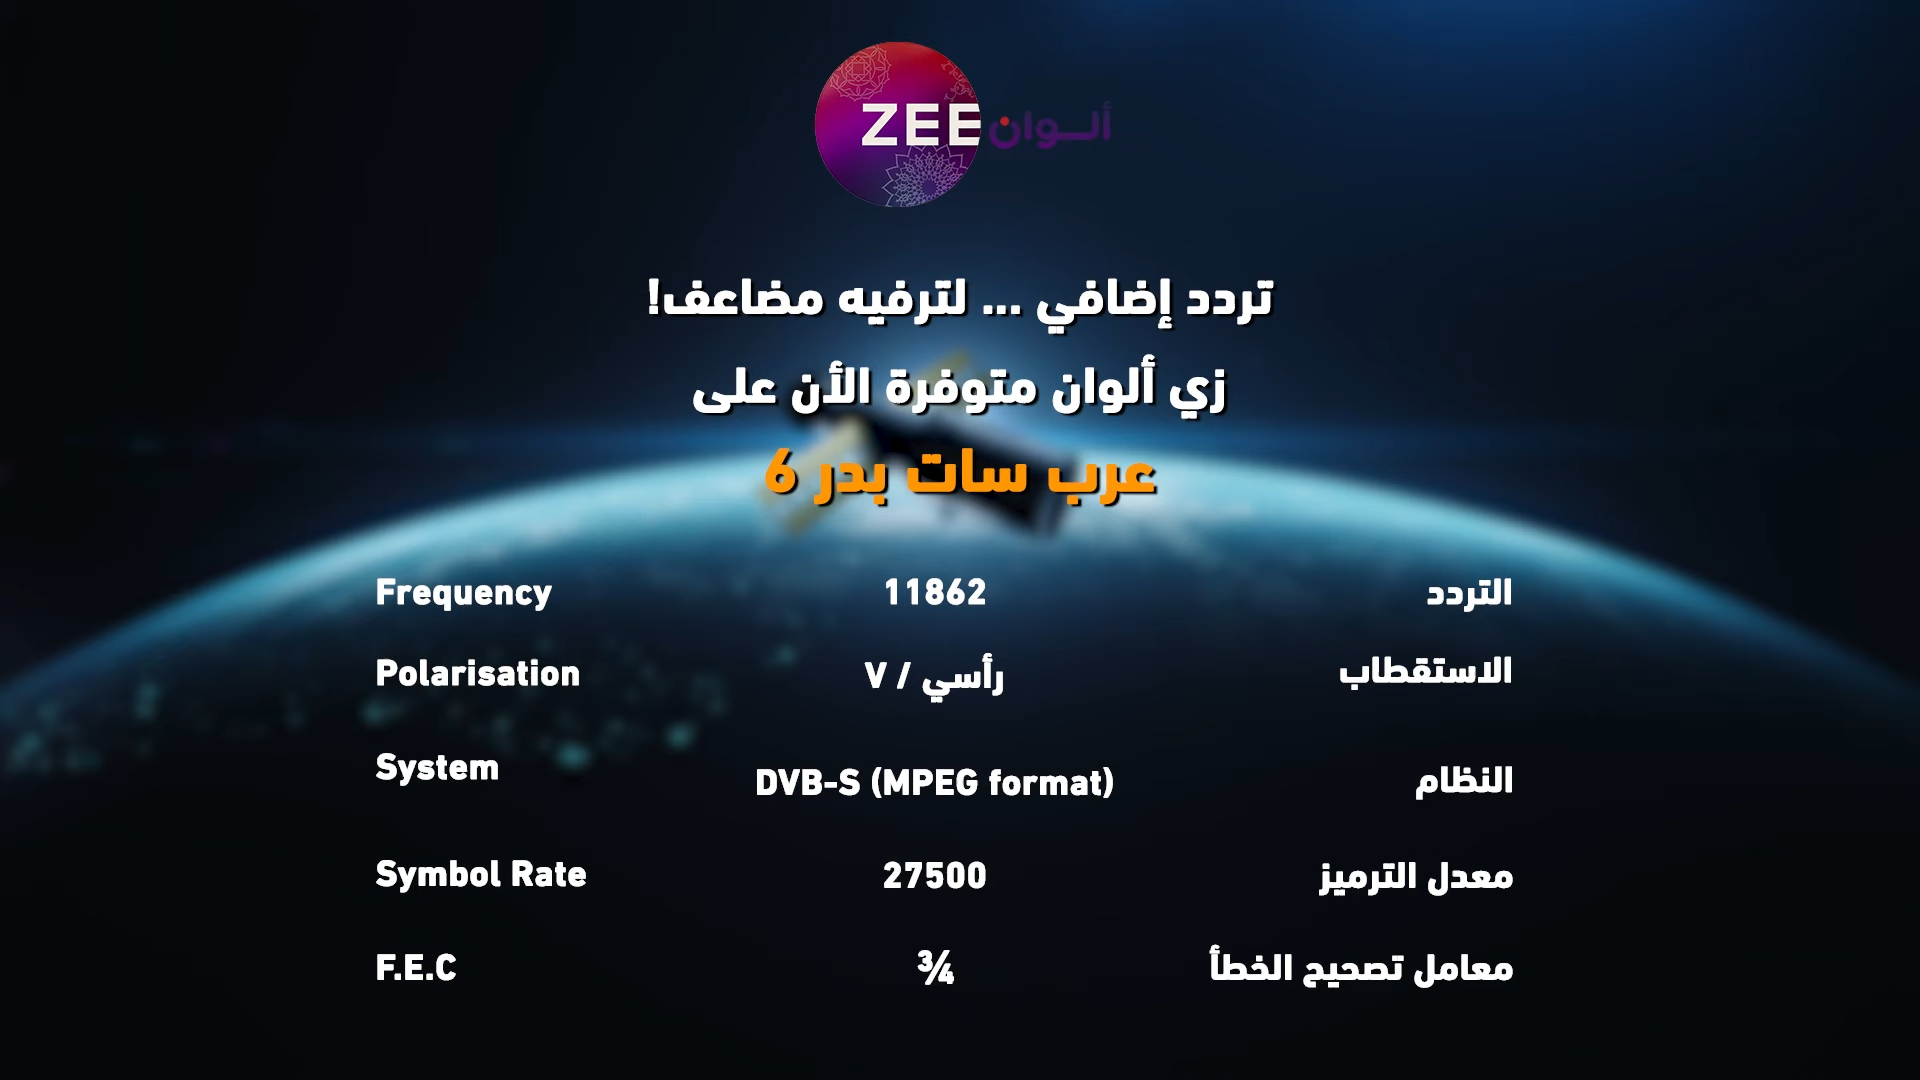 ZEE ألوان
تردد إضافي ... لترفيه مضاعف!
زي ألوان متوفرة الأن على
عرب سات بدر 6
Frequency 11862 التردد
Polarisation رأسي / V الاستقطاب
System DVB-S (MPEG format) النظام
Symbol Rate 27500 معدل الترميز
F.E.C ¾ معامل تصحيح الخطأ